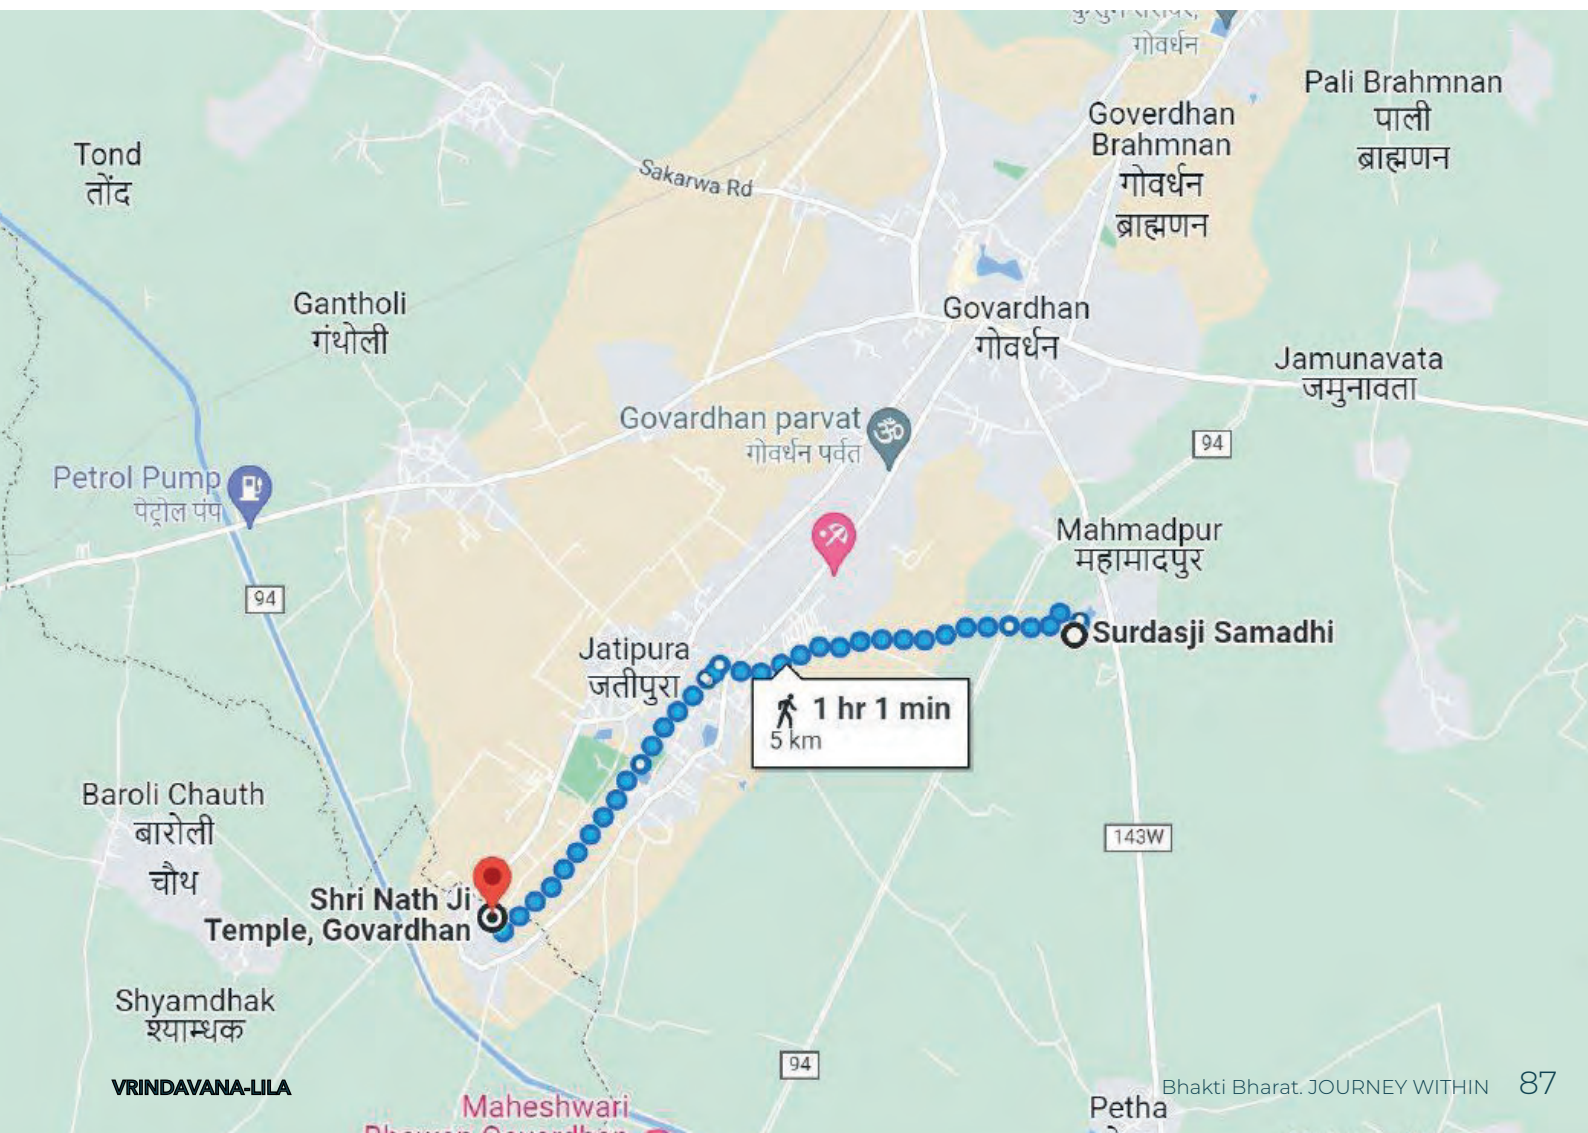 गोवर्धन
Pali Brahmnan
पाली
ब्राह्मणन
Goverdhan
Brahmnan
गोवर्धन
ब्राह्मणन
Tond
तोंद
Sakarwa Rd
Gantholi
गंथोली
Govardhan
गोवर्धन
Jamunavata
जमुनावता
Govardhan parvat
गोवर्धन पर्वत
94
Petrol Pump
पेट्रोल पंप
Mahmadpur
महामादपुर
94
Surdasji Samadhi
Jatipura
जतीपुरा
1 hr 1 min
5 km
Baroli Chauth
बारोली
चौथ
143W
Shri Nath Ji
Temple, Govardhan
Shyamdhak
श्याम्धक
94
VRINDAVANA-LILA
Bhakti Bharat. JOURNEY WITHIN 87
Maheshwari
Petha